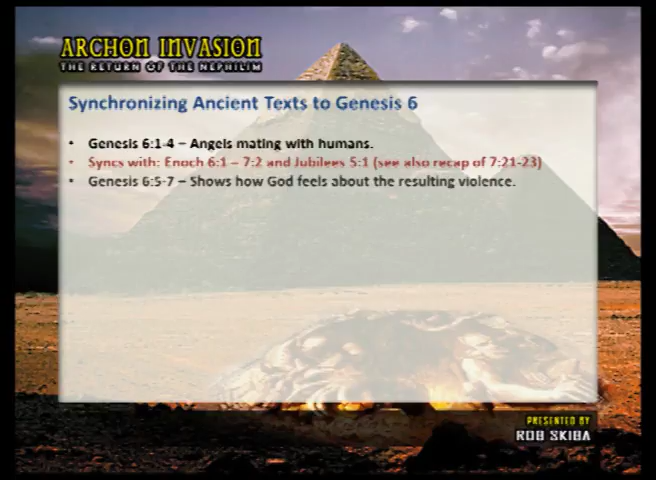 ARCHON INVASION
THE RETURN OF THE NEPHILIM
Synchronizing Ancient Texts to Genesis 6
• Genesis 6:1-4 – Angels mating with humans.
• Syncs with: Enoch 6:1 – 7:2 and Jubilees 5:1 (see also recap of 7:21-23)
• Genesis 6:5-7 – Shows how God feels about the resulting violence.
PRESENTED BY
ROB SKIBA